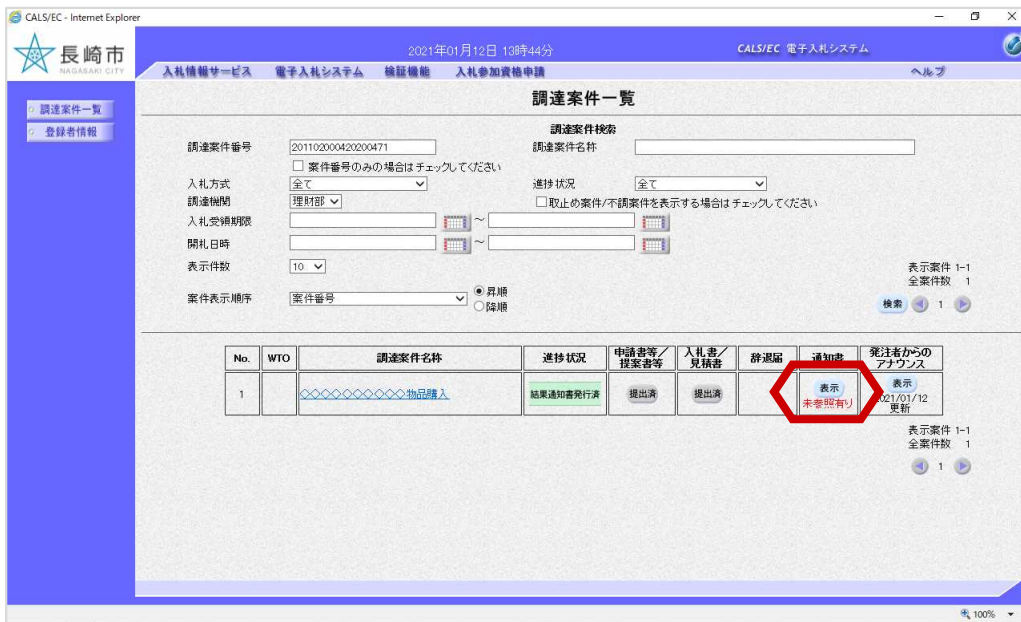 CALS/EC - Internet Explorer
長崎市
NAGASAKI CITY
2021年01月12日 13時44分
CALS/EC 電子入札システム
入札情報サービス 電子入札システム 検証機能 入札参加資格申請 ヘルプ
調達案件一覧
登録者情報
調達案件一覧
調達案件検索
調達案件番号 201102000420200471 調達案件名称
案件番号のみの場合はチェックしてください
入札方式 全て 進捗状況 全て
調達機関 理財部 取止め案件/不調案件を表示する場合はチェックしてください
入札受領期限 ～
開札日時 ～
表示件数 10 表示案件 1-1
全案件数 1
案件表示順序 案件番号 昇順
降順
検索 1
No. WTO 調達案件名称 進捗状況 申請書等/提案書等 入札書/見積書 辞退届 通知書 発注者からのアナウンス
1 ◇◇◇◇◇◇◇◇◇◇物品購入 結果通知書発行済 提出済 提出済 表示 表示
未参照有り 2021/01/12
更新
表示案件 1-1
全案件数 1
1
100%